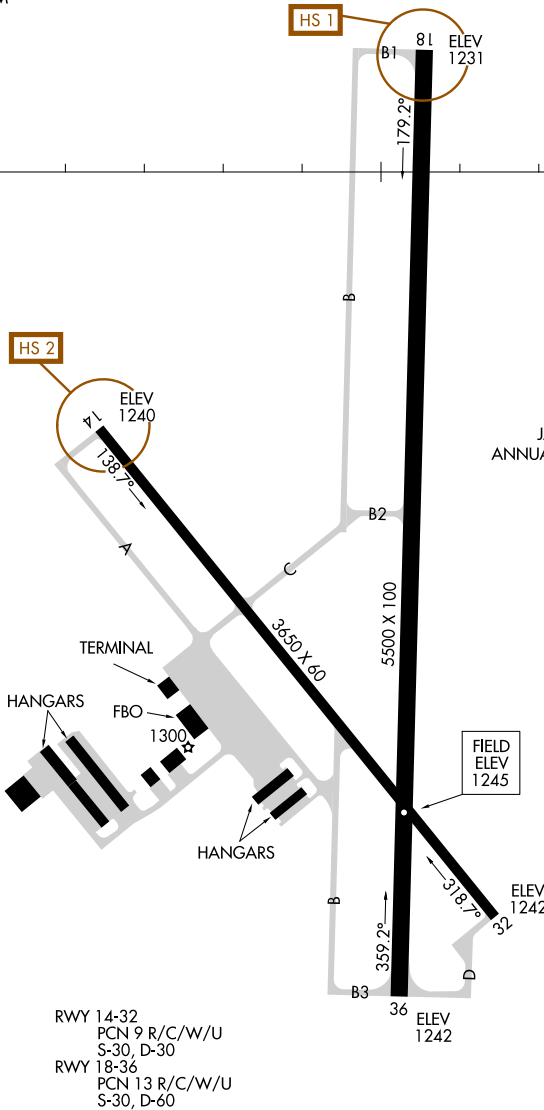 HS 1
18
ELEV
1231
B1
179.2°
B
HS 2
ELEV
1240
14
138.7°
ANNUA
A
B2
C
5500 X 100
3650 X 60
TERMINAL
HANGARS
FBO
1300
FIELD
ELEV
1245
HANGARS
318.7°
ELEV
1242
32
B
359.2°
D
B3
36
ELEV
1242
RWY 14-32
PCN 9 R/C/W/U
S-30, D-30
RWY 18-36
PCN 13 R/C/W/U
S-30, D-60